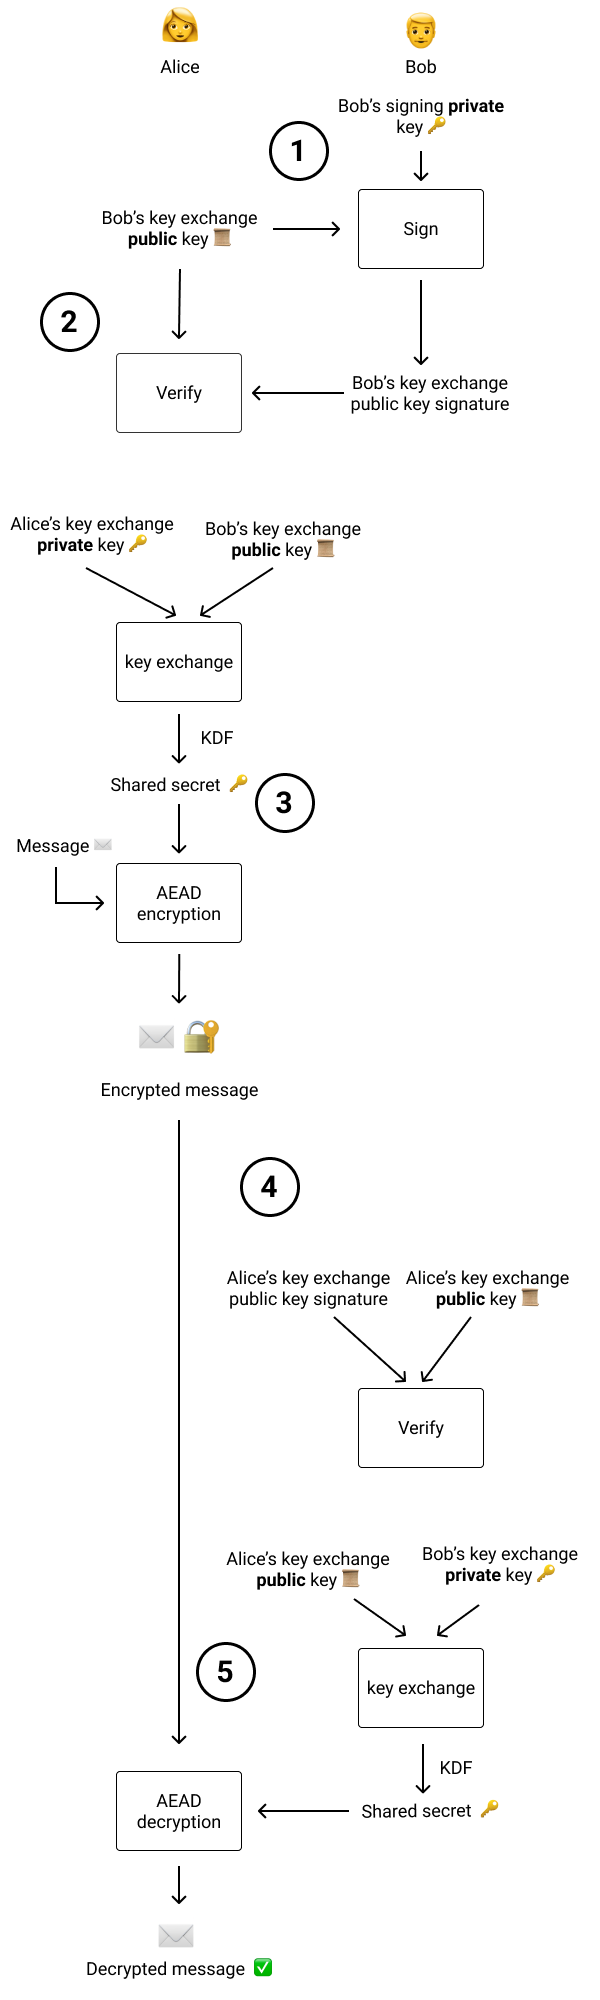 Alice
Bob
Bob’s signing private
key
1
Bob’s key exchange
public key
Sign
2
Verify
Bob’s key exchange
public key signature
Alice’s key exchange
private key
Bob’s key exchange
public key
key exchange
KDF
Shared secret
3
Message
AEAD
encryption
Encrypted message
4
Alice’s key exchange
public key signature
Alice’s key exchange
public key
Verify
Alice’s key exchange
public key
Bob’s key exchange
private key
5
key exchange
KDF
Shared secret
AEAD
decryption
Decrypted message